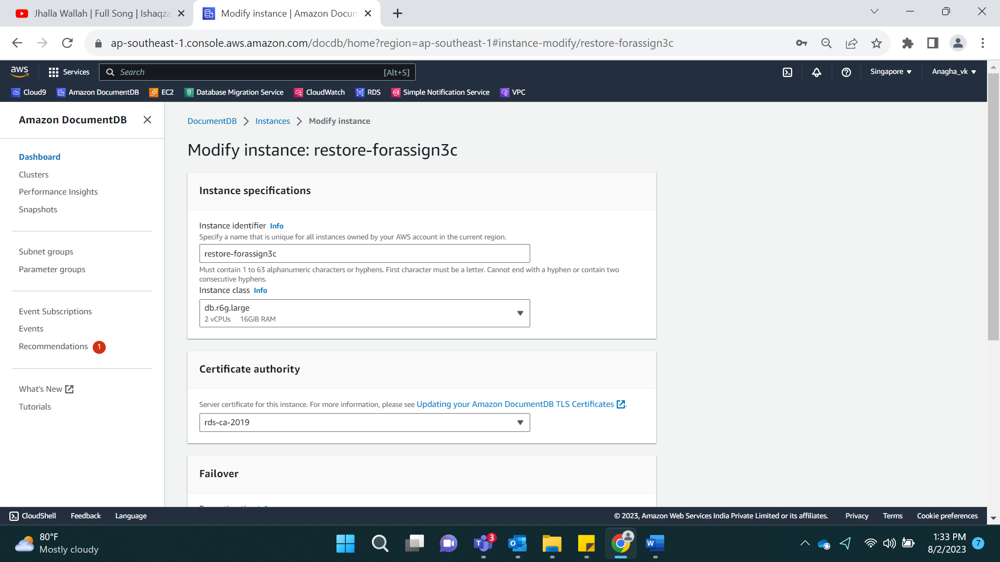 Jhalla Wallah | Full Song | Ishaqza
Modify instance | Amazon Docun
ap-southeast-1.console.aws.amazon.com/docdb/home?region=ap-southeast-1#instance-modify/restore-forassign3c
aws
Services
Search
[Alt+S]
Singapore
Anagha_vk
Cloud9
Amazon DocumentDB
EC2
Database Migration Service
CloudWatch
RDS
Simple Notification Service
VPC
Amazon DocumentDB
Dashboard
Clusters
Performance Insights
Snapshots
Subnet groups
Parameter groups
Event Subscriptions
Events
Recommendations 1
What's New
Tutorials
DocumentDB > Instances > Modify instance
Modify instance: restore-forassign3c
Instance specifications
Instance identifier Info
Specify a name that is unique for all instances owned by your AWS account in the current region.
restore-forassign3c
Must contain 1 to 63 alphanumeric characters or hyphens. First character must be a letter. Cannot end with a hyphen or contain two
consecutive hyphens.
Instance class Info
db.r6g.large
2 vCPUs 16GiB RAM
Certificate authority
Server certificate for this instance. For more information, please see Updating your Amazon DocumentDB TLS Certificates .
rds-ca-2019
Failover
CloudShell
Feedback
Language
© 2023, Amazon Web Services India Private Limited or its affiliates.
Privacy
Terms
Cookie preferences
80°F
Mostly cloudy
3
1:33 PM
8/2/2023
7